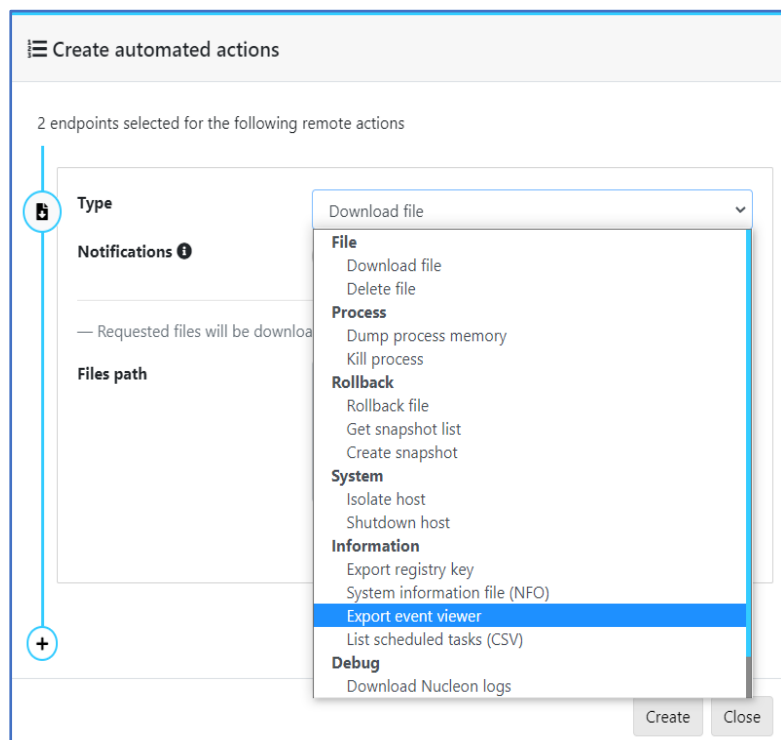 Create automated actions
2 endpoints selected for the following remote actions
Type
Download file
Notifications
— Requested files will be downloa
Files path
File
Download file
Delete file
Process
Dump process memory
Kill process
Rollback
Rollback file
Get snapshot list
Create snapshot
System
Isolate host
Shutdown host
Information
Export registry key
System information file (NFO)
Export event viewer
List scheduled tasks (CSV)
Debug
Download Nucleon logs
Create
Close